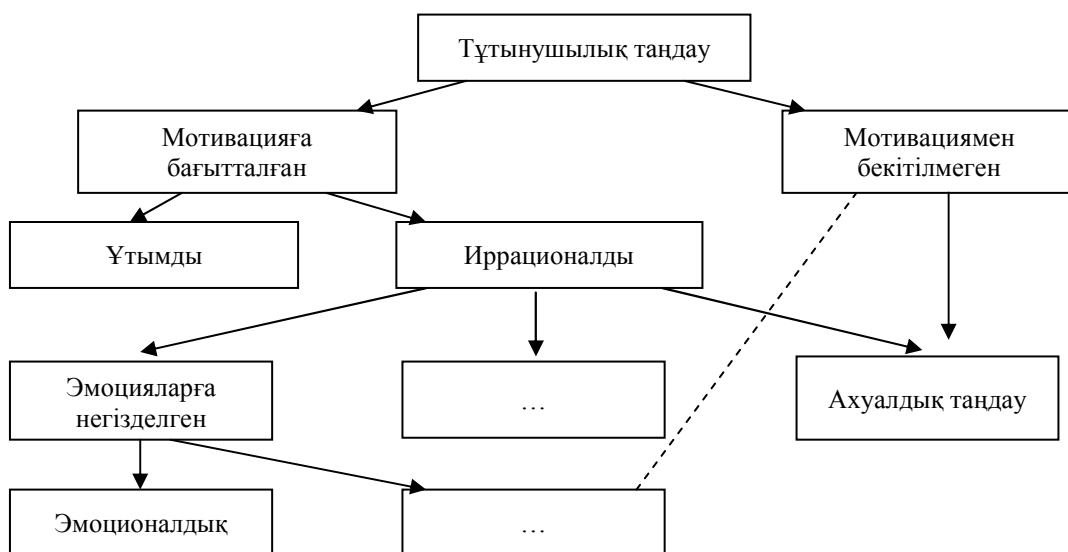 Тұтынушылық таңдау
Мотивацияға
бағытталған
Мотивациямен
бекітілмеген
Ұтымды
Иррационалды
Эмоцияларға
негізделген
…
Ахуалдық таңдау
Эмоционалдық
…